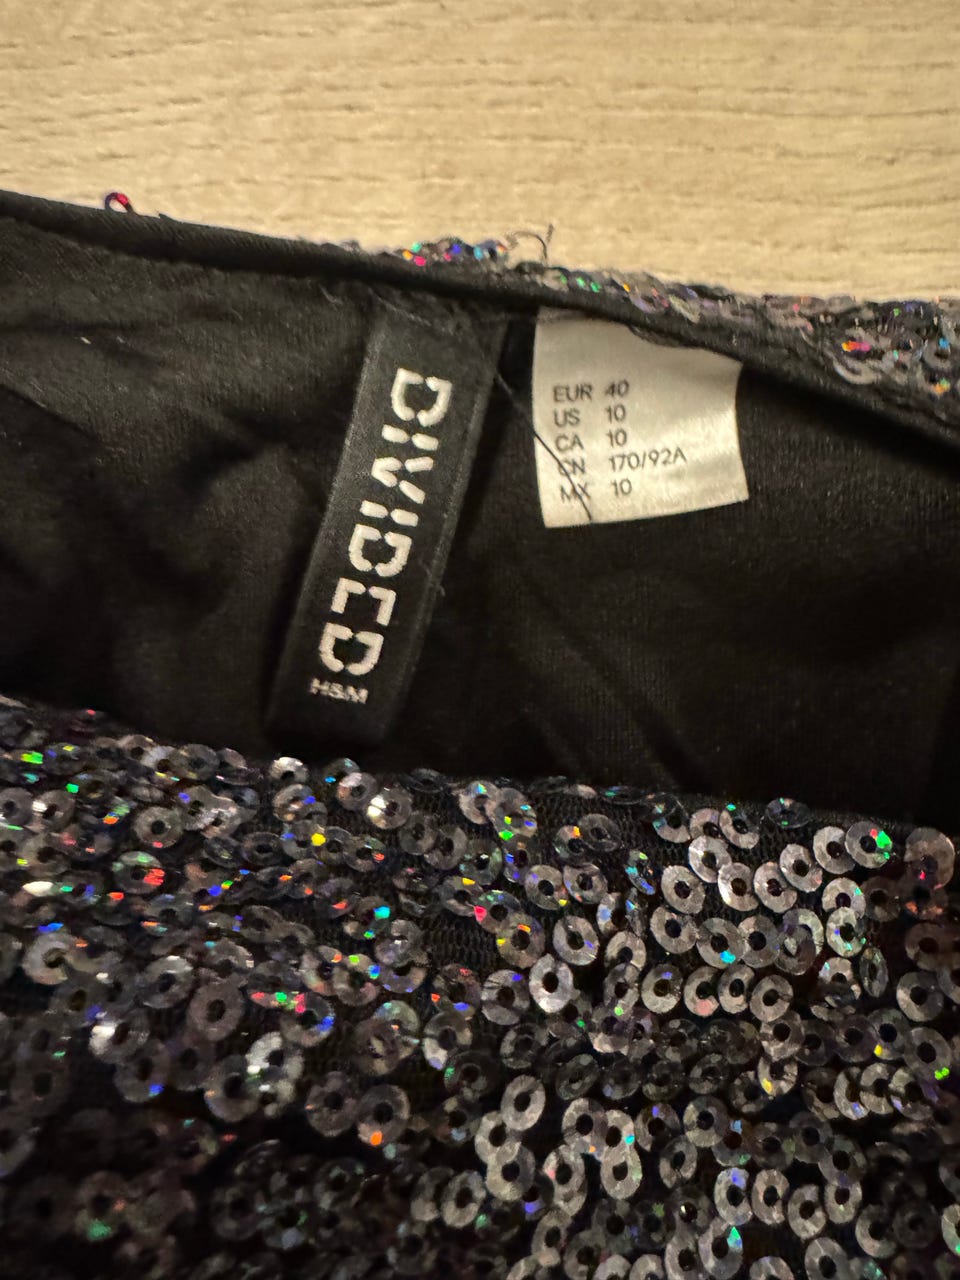 DIVIDED
H&M
EUR 40
US 10
CA 10
CN 170/92A
MX 10